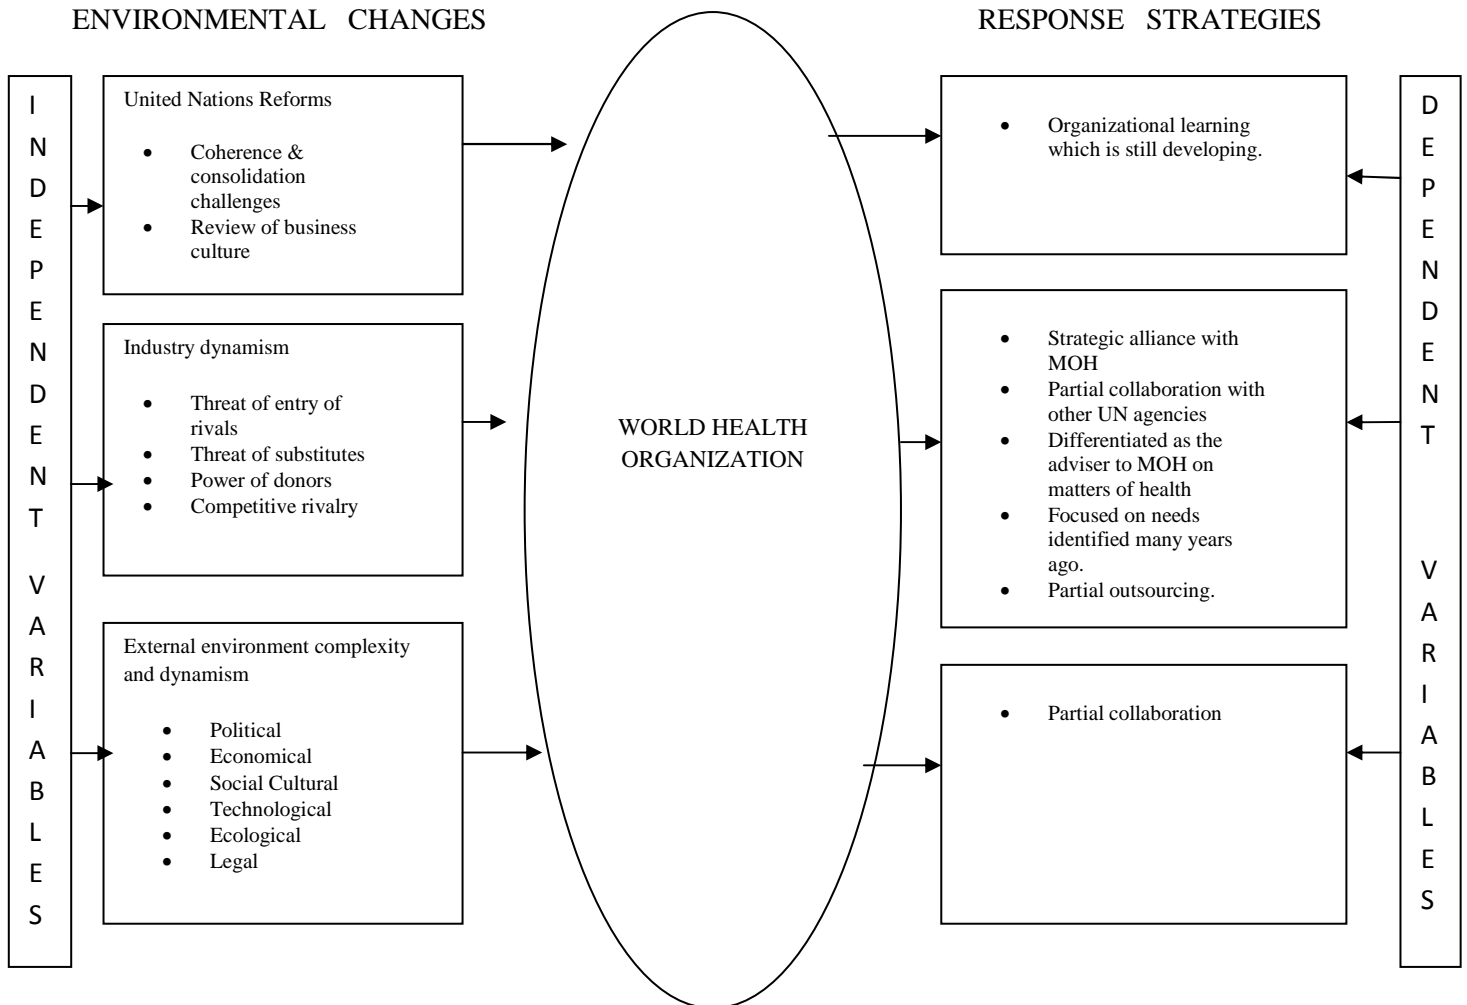 ENVIRONMENTAL CHANGES
RESPONSE STRATEGIES
INDEPENDENT VARIABLES
United Nations Reforms
• Coherence &
consolidation
challenges
• Review of business
culture
Industry dynamism
• Threat of entry of
rivals
• Threat of substitutes
• Power of donors
• Competitive rivalry
External environment complexity
and dynamism
• Political
• Economical
• Social Cultural
• Technological
• Ecological
• Legal
WORLD HEALTH
ORGANIZATION
• Organizational learning
which is still developing.
• Strategic alliance with
MOH
• Partial collaboration with
other UN agencies
• Differentiated as the
adviser to MOH on
matters of health
• Focused on needs
identified many years
ago.
• Partial outsourcing.
• Partial collaboration
DEPENDENT VARIABLES